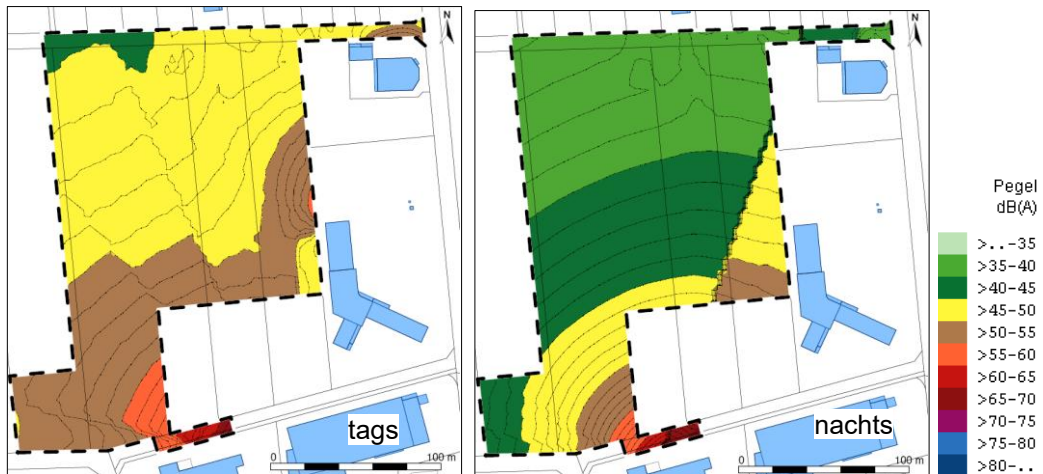 N
tags
0
100 m
N
nachts
0
100 m
Pegel
dB(A)
>..-35
>35-40
>40-45
>45-50
>50-55
>55-60
>60-65
>65-70
>70-75
>75-80
>80-..